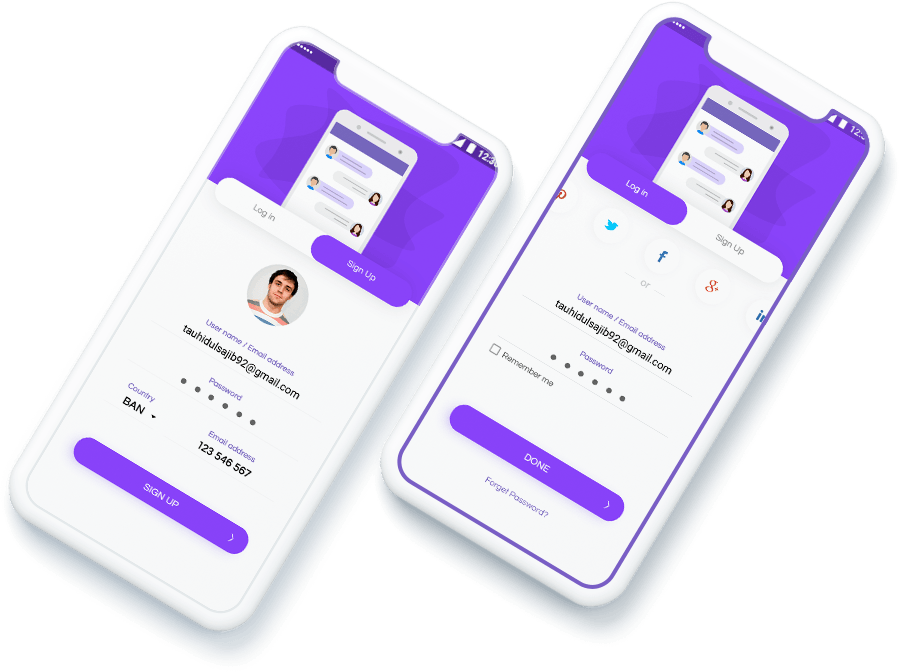 12:3
Log in
Sign Up
User name / Email address
tauhidulsajib92@gmail.com
Password
Country
BAN
Email address
123 546 567
SIGN UP
12:
Log in
Sign Up
or
User name / Email address
tauhidulsajib92@gmail.com
Password
Remember me
DONE
Forget Password?